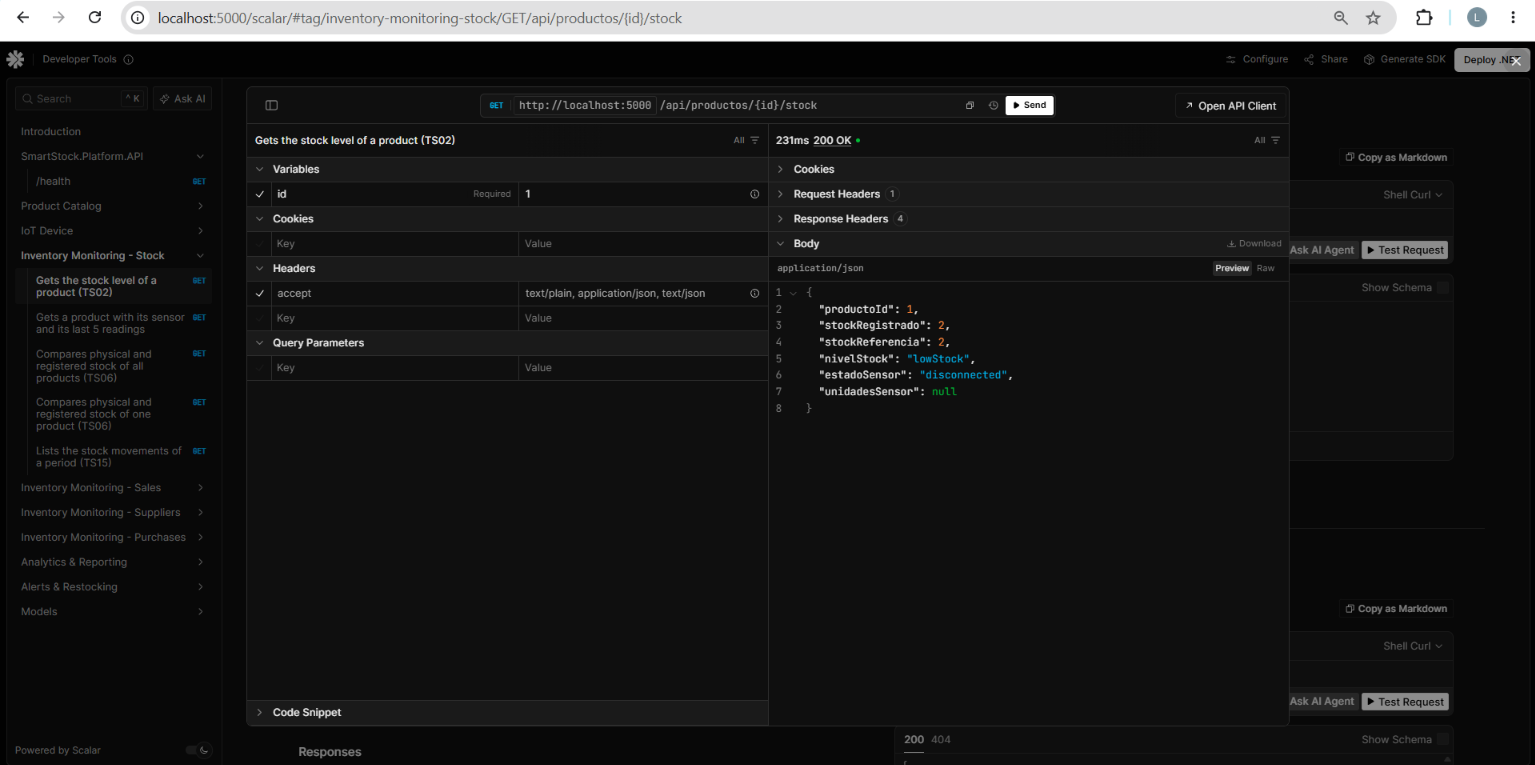 localhost:5000/scalar/#tag/inventory-monitoring-stock/GET/api/productos/{id}/stock
L
Developer Tools
Configure
Share
Generate SDK
Search
^ K
Ask AI
Introduction
SmartStock.Platform.API
/health GET
Product Catalog
IoT Device
Inventory Monitoring - Stock
Gets the stock level of a GET
product (TS02)
Gets a product with its sensor GET
and its last 5 readings
Compares physical and GET
registered stock of all
products (TS06)
Compares physical and GET
registered stock of one
product (TS06)
Lists the stock movements of GET
a period (TS15)
Inventory Monitoring - Sales
Inventory Monitoring - Suppliers
Inventory Monitoring - Purchases
Analytics & Reporting
Alerts & Restocking
Models
Powered by Scalar
GET http://localhost:5000 /api/productos/{id}/stock
Send
Open API Client
Gets the stock level of a product (TS02)
All
Variables
id Required 1
Cookies
Key Value
Headers
accept text/plain, application/json, text/json
Key Value
Query Parameters
Key Value
Code Snippet
231ms 200 OK
All
Cookies
Request Headers 1
Response Headers 4
Body
Download
application/json
Preview Raw
1 {
2 "productoId": 1,
3 "stockRegistrado": 2,
4 "stockReferencia": 2,
5 "nivelStock": "lowStock",
6 "estadoSensor": "disconnected",
7 "unidadesSensor": null
8 }
Copy as Markdown
Shell Curl
Ask AI Agent
Test Request
Show Schema
Copy as Markdown
Shell Curl
Ask AI Agent
Test Request
Responses
200 404
Show Schema
{